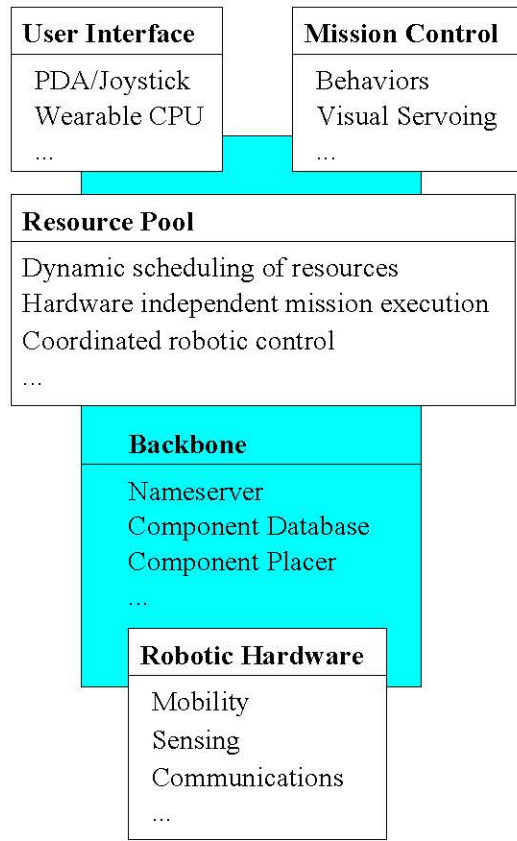 User Interface
PDA/Joystick
Wearable CPU
...
Mission Control
Behaviors
Visual Servoing
...
Resource Pool
Dynamic scheduling of resources
Hardware independent mission execution
Coordinated robotic control
...
Backbone
Nameserver
Component Database
Component Placer
...
Robotic Hardware
Mobility
Sensing
Communications
...